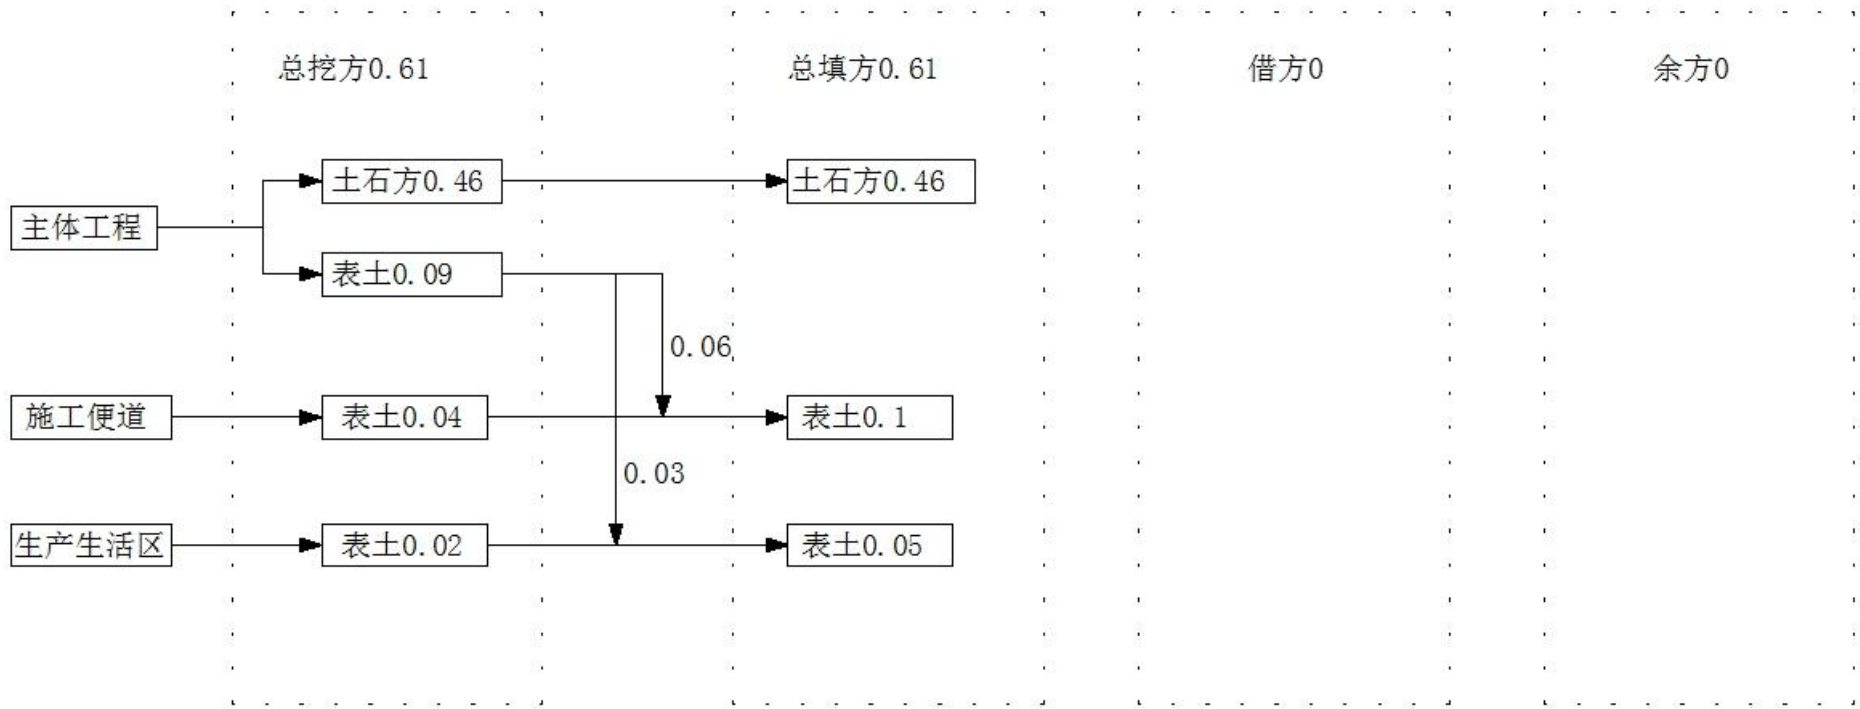 总挖方0.61
总填方0.61
借方0
余方0
土石方0.46
土石方0.46
主体工程
表土0.09
0.06
施工便道
表土0.04
表土0.1
0.03
生产生活区
表土0.02
表土0.05